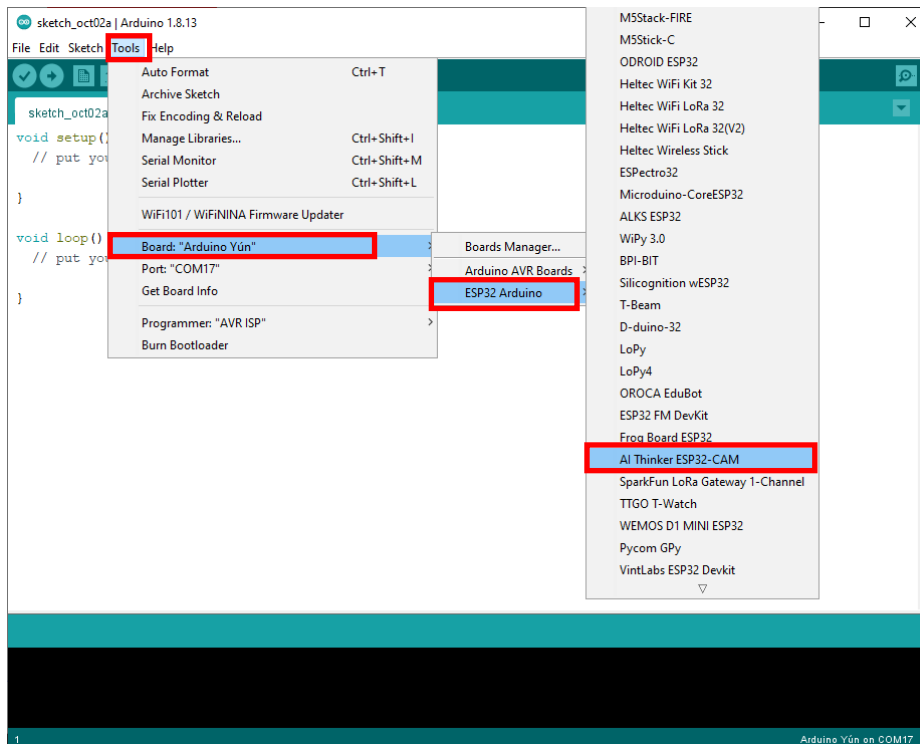 sketch_oct02a | Arduino 1.8.13
File Edit Sketch Tools Help
sketch_oct02a
void setup()
// put you
}
void loop()
// put you
}
Auto Format Ctrl+T
Archive Sketch
Fix Encoding & Reload
Manage Libraries... Ctrl+Shift+I
Serial Monitor Ctrl+Shift+M
Serial Plotter Ctrl+Shift+L
WiFi101 / WiFiNINA Firmware Updater
Board: "Arduino Yún"
Port: "COM17"
Get Board Info
Programmer: "AVR ISP"
Burn Bootloader
Boards Manager...
Arduino AVR Boards
ESP32 Arduino
M5Stack-FIRE
M5Stick-C
ODROID ESP32
Heltec WiFi Kit 32
Heltec WiFi LoRa 32
Heltec WiFi LoRa 32(V2)
Heltec Wireless Stick
ESPectro32
Microduino-CoreESP32
ALKS ESP32
WiPy 3.0
BPI-BIT
Silicognition wESP32
T-Beam
D-duino-32
LoPy
LoPy4
OROCA EduBot
ESP32 FM DevKit
Frog Board ESP32
AI Thinker ESP32-CAM
SparkFun LoRa Gateway 1-Channel
TTGO T-Watch
WEMOS D1 MINI ESP32
Pycom GPy
VintLabs ESP32 Devkit
1
Arduino Yún on COM17